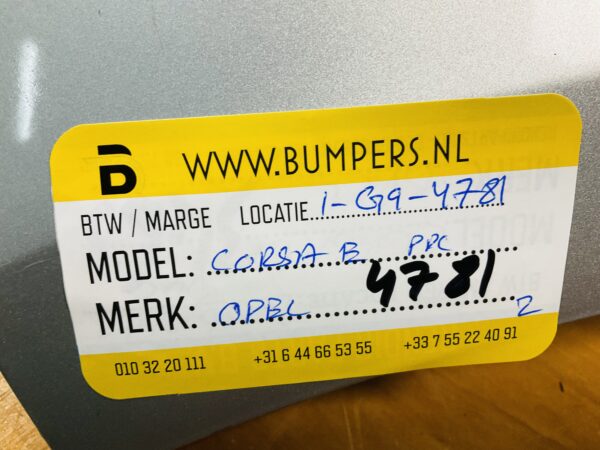 WWW.BUMPERS.NL
BTW / MARGE LOCATIE 1-G9-4781
MODEL: CORSA B PDC
MERK: OPEL 4781 2
010 32 20 111 +31 6 44 66 53 55 +33 7 55 22 40 91